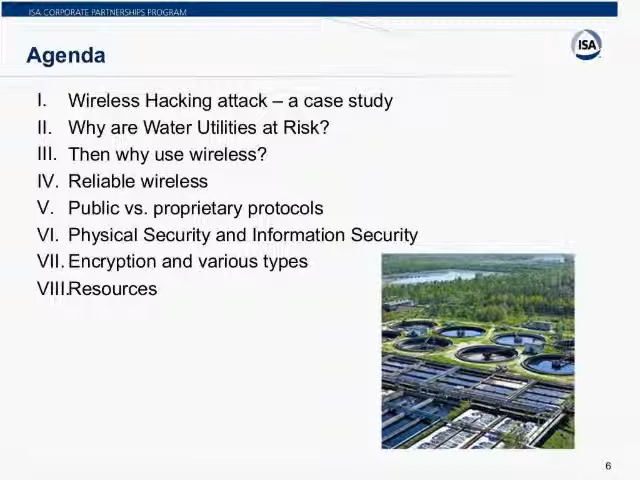 ISA CORPORATE PARTNERSHIPS PROGRAM
ISA
Agenda
I. Wireless Hacking attack – a case study
II. Why are Water Utilities at Risk?
III. Then why use wireless?
IV. Reliable wireless
V. Public vs. proprietary protocols
VI. Physical Security and Information Security
VII. Encryption and various types
VIII. Resources
6